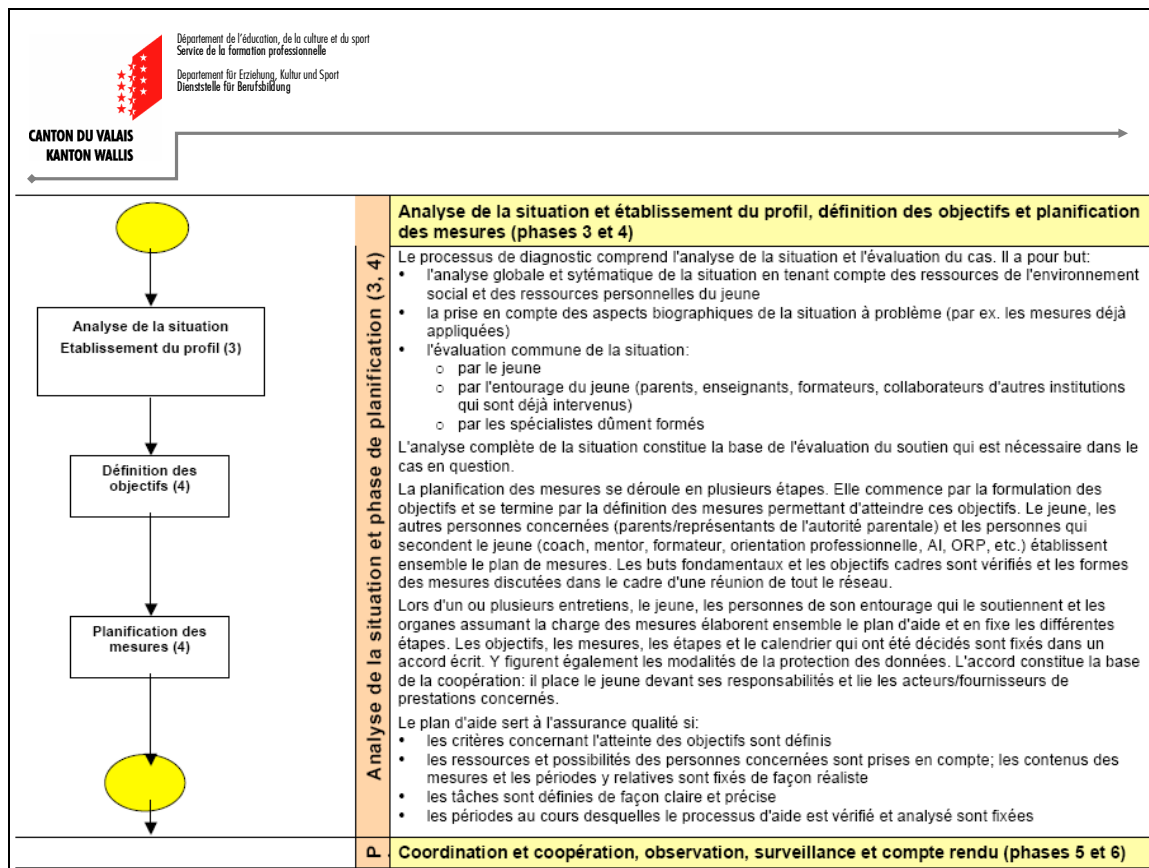 Département de l'éducation, de la culture et du sport
Service de la formation professionnelle
Departement für Erziehung, Kultur und Sport
Dienststelle für Berufsbildung
CANTON DU VALAIS
KANTON WALLIS
Analyse de la situation
Etablissement du profil (3)
Définition des
objectifs (4)
Planification des
mesures (4)
Analyse de la situation et phase de planification (3, 4)
Analyse de la situation et établissement du profil, définition des objectifs et planification
des mesures (phases 3 et 4)
Le processus de diagnostic comprend l'analyse de la situation et l'évaluation du cas. Il a pour but:
• l'analyse globale et sytématique de la situation en tenant compte des ressources de l'environnement
social et des ressources personnelles du jeune
• la prise en compte des aspects biographiques de la situation à problème (par ex. les mesures déjà
appliquées)
• l'évaluation commune de la situation:
o par le jeune
o par l'entourage du jeune (parents, enseignants, formateurs, collaborateurs d'autres institutions
qui sont déjà intervenus)
o par les spécialistes dûment formés
L'analyse complète de la situation constitue la base de l'évaluation du soutien qui est nécessaire dans le
cas en question.
La planification des mesures se déroule en plusieurs étapes. Elle commence par la formulation des
objectifs et se termine par la définition des mesures permettant d'atteindre ces objectifs. Le jeune, les
autres personnes concernées (parents/représentants de l'autorité parentale) et les personnes qui
secondent le jeune (coach, mentor, formateur, orientation professionnelle, AI, ORP, etc.) établissent
ensemble le plan de mesures. Les buts fondamentaux et les objectifs cadres sont vérifiés et les formes
des mesures discutées dans le cadre d'une réunion de tout le réseau.
Lors d'un ou plusieurs entretiens, le jeune, les personnes de son entourage qui le soutiennent et les
organes assumant la charge des mesures élaborent ensemble le plan d'aide et en fixe les différentes
étapes. Les objectifs, les mesures, les étapes et le calendrier qui ont été décidés sont fixés dans un
accord écrit. Y figurent également les modalités de la protection des données. L'accord constitue la base
de la coopération: il place le jeune devant ses responsabilités et lie les acteurs/fournisseurs de
prestations concernés.
Le plan d'aide sert à l'assurance qualité si:
• les critères concernant l'atteinte des objectifs sont définis
• les ressources et possibilités des personnes concernées sont prises en compte; les contenus des
mesures et les périodes y relatives sont fixés de façon réaliste
• les tâches sont définies de façon claire et précise
• les périodes au cours desquelles le processus d'aide est vérifié et analysé sont fixées
P
Coordination et coopération, observation, surveillance et compte rendu (phases 5 et 6)